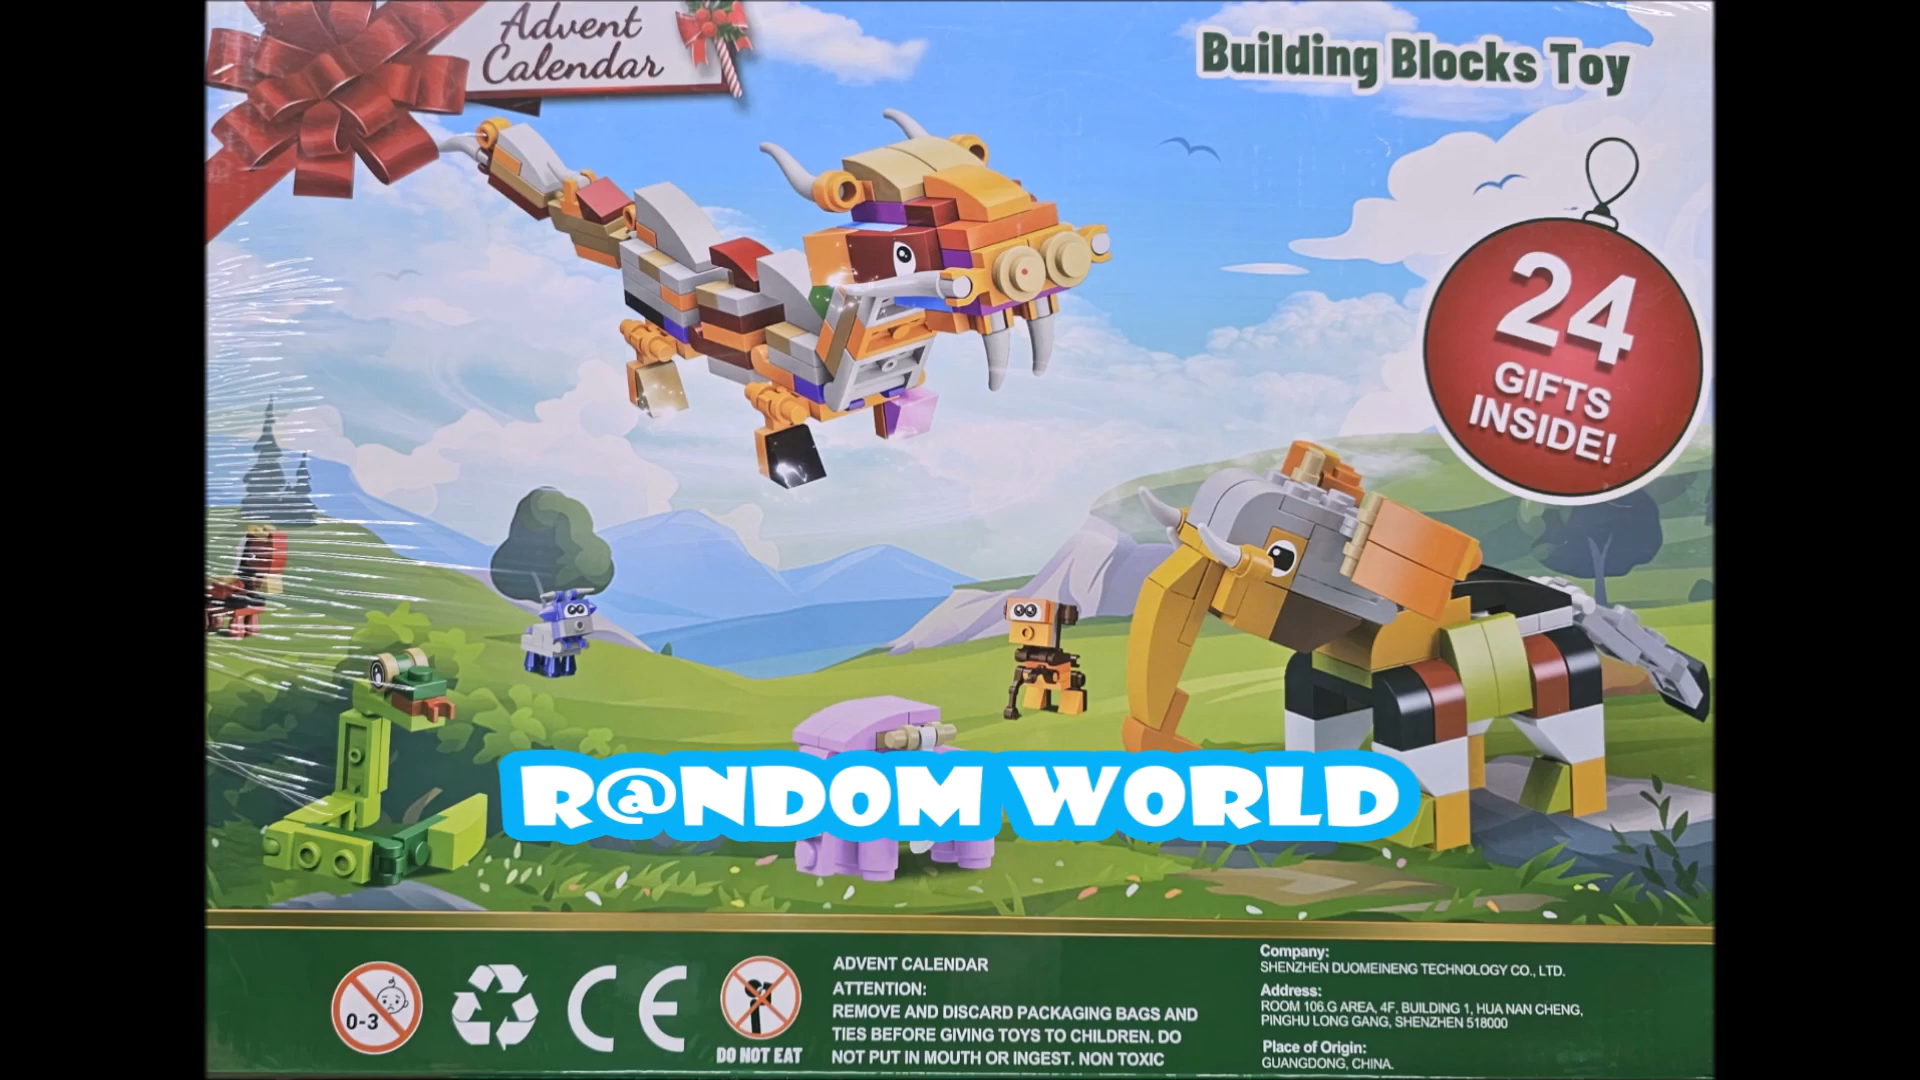 Advent
Calendar
Building Blocks Toy
24
GIFTS
INSIDE!
R@NDOM WORLD
0-3
CE
DO NOT EAT
ADVENT CALENDAR
ATTENTION:
REMOVE AND DISCARD PACKAGING BAGS AND
TIES BEFORE GIVING TOYS TO CHILDREN. DO
NOT PUT IN MOUTH OR INGEST. NON TOXIC
Company:
SHENZHEN DUOMEINENG TECHNOLOGY CO., LTD.
Address:
ROOM 106.G AREA, 4F, BUILDING 1, HUA NAN CHENG,
PINGHU LONG GANG, SHENZHEN 518000
Place of Origin:
GUANGDONG, CHINA.